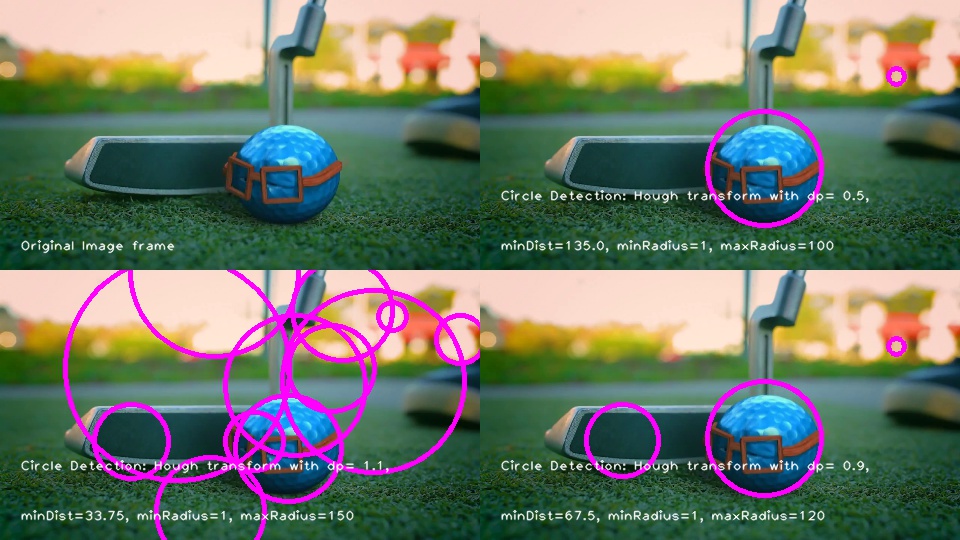 Original Image frame
Circle Detection: Hough transform with dp= 0.5,
minDist=135.0, minRadius=1, maxRadius=100
Circle Detection: Hough transform with dp= 1.1,
minDist=33.75, minRadius=1, maxRadius=150
Circle Detection: Hough transform with dp= 0.9,
minDist=67.5, minRadius=1, maxRadius=120